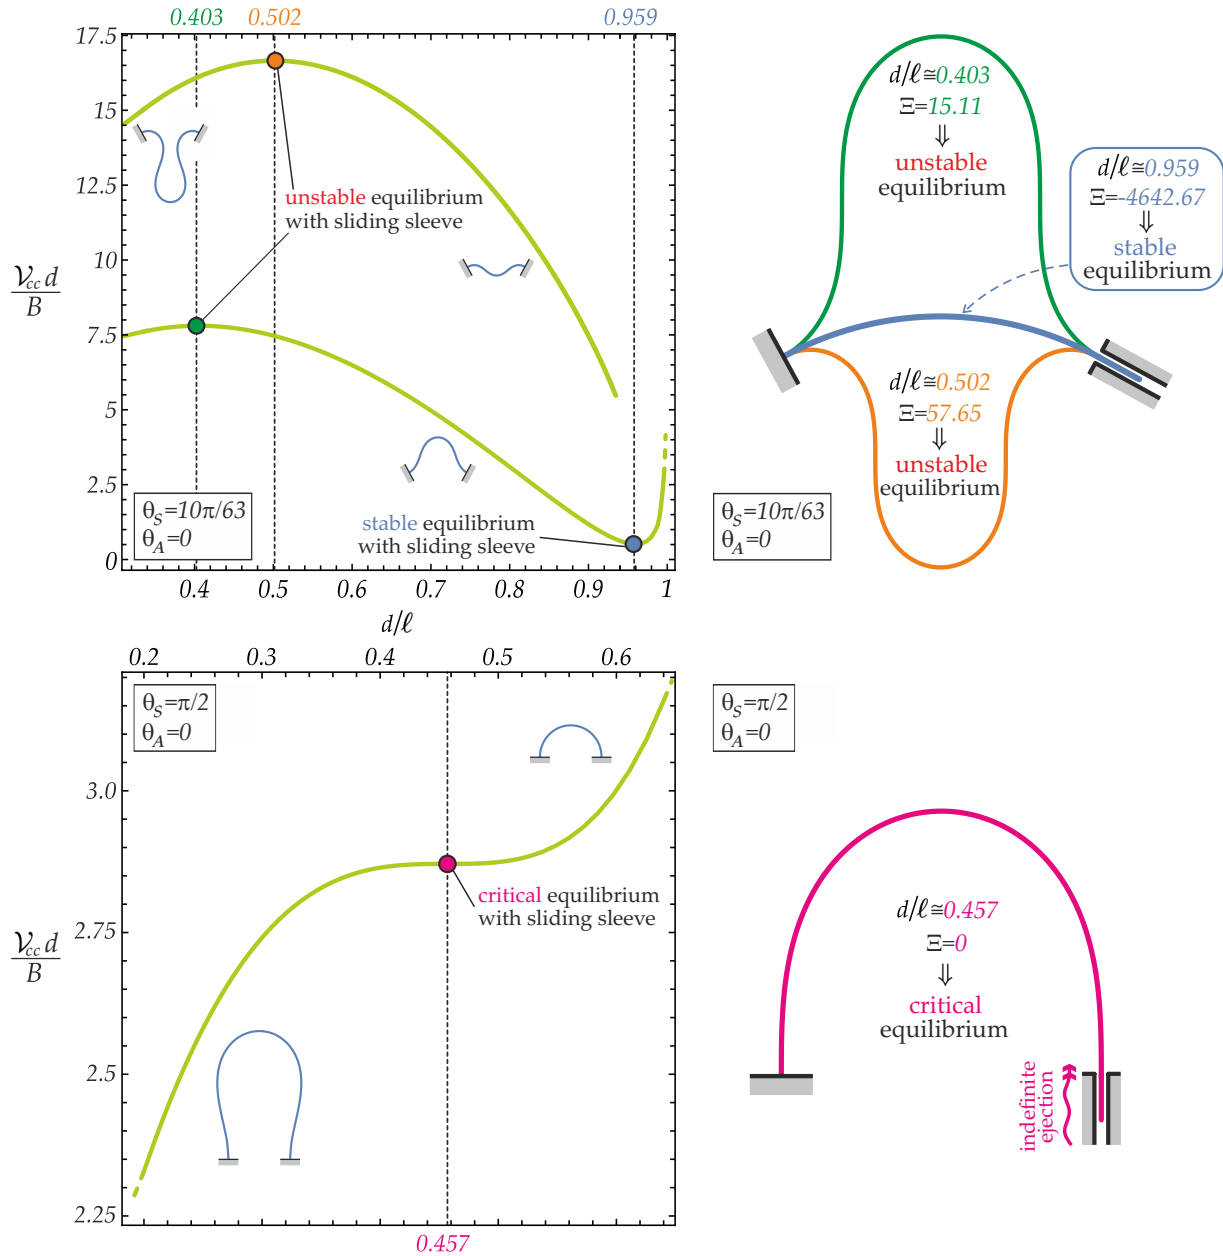 0.403 0.502 0.959
17.5
15
12.5
10
7.5
5
2.5
0
𝒱cc d
B
unstable equilibrium
with sliding sleeve
stable equilibrium
with sliding sleeve
θS=10π/63
θA=0
0.4 0.5 0.6 0.7 0.8 0.9 1
d/ℓ
d/ℓ≅0.403
Ξ=15.11
⇓
unstable
equilibrium
d/ℓ≅0.959
Ξ=-4642.67
⇓
stable
equilibrium
d/ℓ≅0.502
Ξ=57.65
⇓
unstable
equilibrium
θS=10π/63
θA=0
0.2 0.3 0.4 0.5 0.6
θS=π/2
θA=0
3.0
2.75
2.5
2.25
𝒱cc d
B
critical equilibrium
with sliding sleeve
0.457
θS=π/2
θA=0
d/ℓ≅0.457
Ξ=0
⇓
critical
equilibrium
indefinite
ejection